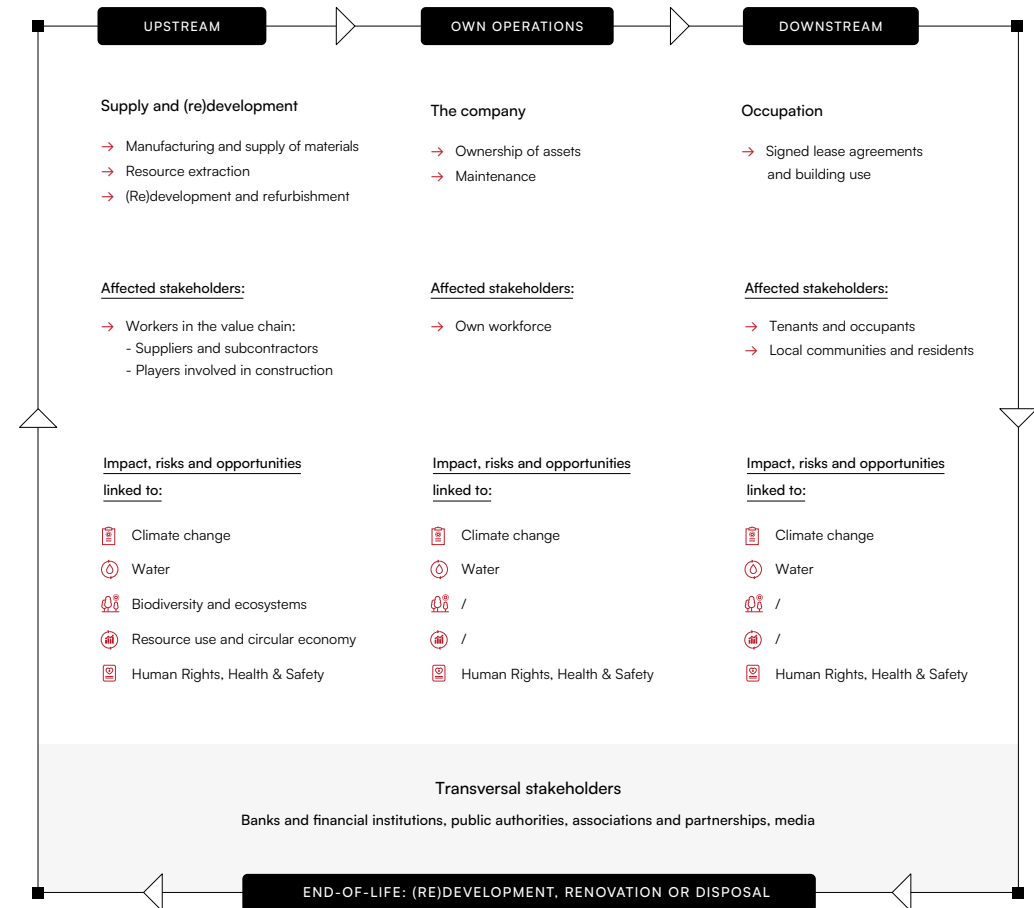 UPSTREAM
OWN OPERATIONS
DOWNSTREAM
Supply and (re)development
→ Manufacturing and supply of materials
→ Resource extraction
→ (Re)development and refurbishment
The company
→ Ownership of assets
→ Maintenance
Occupation
→ Signed lease agreements
and building use
Affected stakeholders:
→ Workers in the value chain:
- Suppliers and subcontractors
- Players involved in construction
Affected stakeholders:
→ Own workforce
Affected stakeholders:
→ Tenants and occupants
→ Local communities and residents
Impact, risks and opportunities
linked to:
Climate change
Water
Biodiversity and ecosystems
Resource use and circular economy
Human Rights, Health & Safety
Impact, risks and opportunities
linked to:
Climate change
Water
/
/
Human Rights, Health & Safety
Impact, risks and opportunities
linked to:
Climate change
Water
/
/
Human Rights, Health & Safety
Transversal stakeholders
Banks and financial institutions, public authorities, associations and partnerships, media
END-OF-LIFE: (RE)DEVELOPMENT, RENOVATION OR DISPOSAL